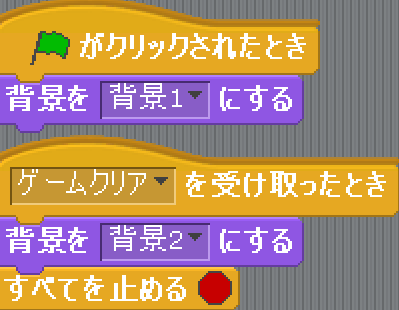 がクリックされたとき
背景を 背景1 にする
ゲームクリア を受け取ったとき
背景を 背景2 にする
すべてを止める